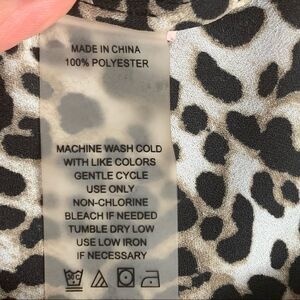 MADE IN CHINA
100% POLYESTER
MACHINE WASH COLD
WITH LIKE COLORS
GENTLE CYCLE
USE ONLY
NON-CHLORINE
BLEACH IF NEEDED
TUMBLE DRY LOW
USE LOW IRON
IF NECESSARY